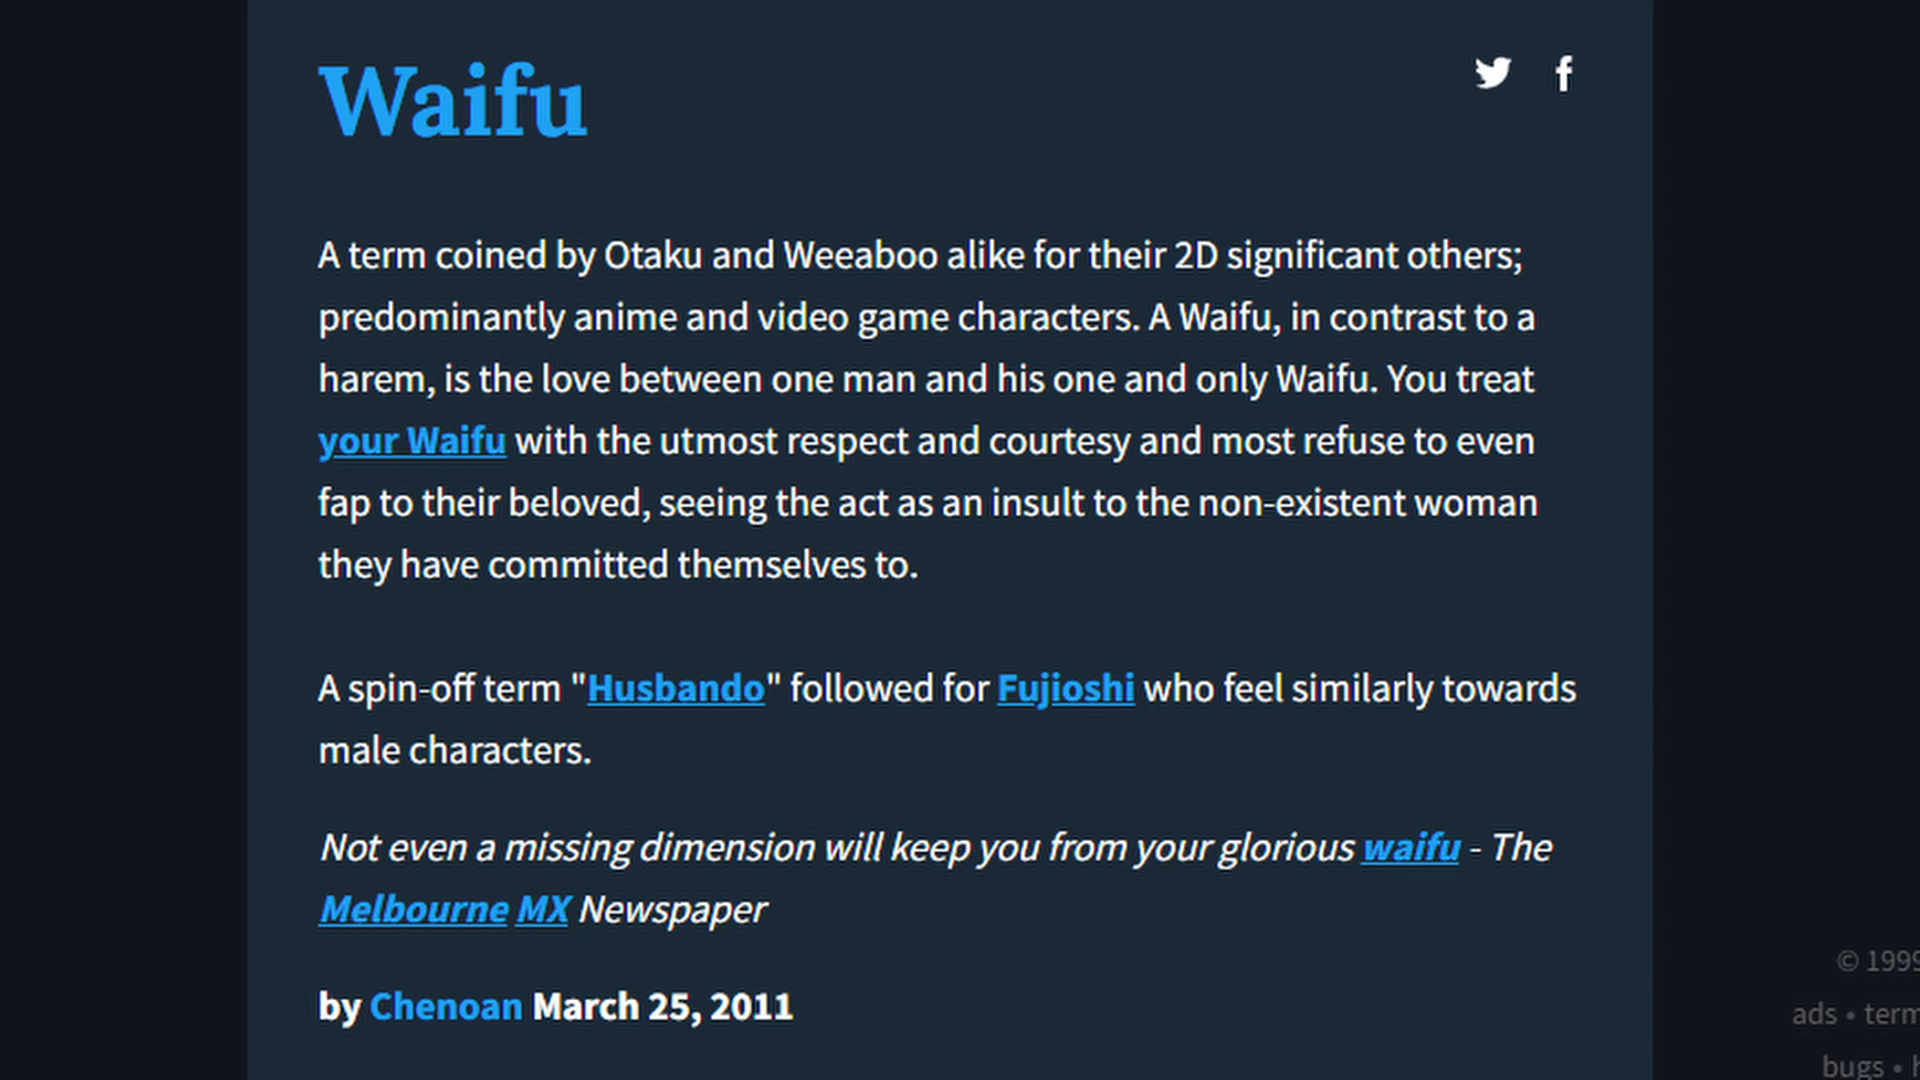 Waifu
A term coined by Otaku and Weeaboo alike for their 2D significant others;
predominantly anime and video game characters. A Waifu, in contrast to a
harem, is the love between one man and his one and only Waifu. You treat
your Waifu with the utmost respect and courtesy and most refuse to even
fap to their beloved, seeing the act as an insult to the non-existent woman
they have committed themselves to.
A spin-off term "Husbando" followed for Fujioshi who feel similarly towards
male characters.
Not even a missing dimension will keep you from your glorious waifu - The
Melbourne MX Newspaper
by Chenoan March 25, 2011
© 1999
ads • term
bugs •